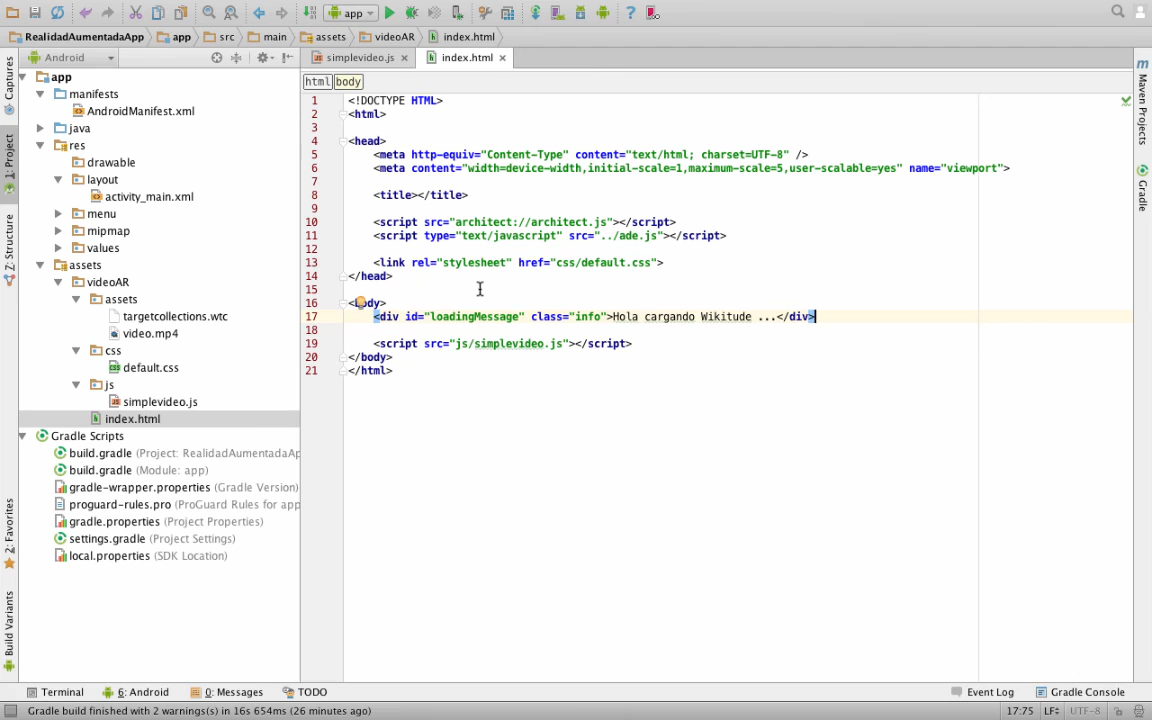 app
RealidadAumentadaApp app src main assets videoAR index.html
Android
simplevideo.js index.html
html body
Captures
1: Project
Z: Structure
2: Favorites
Build Variants
app
manifests
AndroidManifest.xml
java
res
drawable
layout
activity_main.xml
menu
mipmap
values
assets
videoAR
assets
targetcollections.wtc
video.mp4
css
default.css
js
simplevideo.js
index.html
Gradle Scripts
build.gradle (Project: RealidadAumentadaAp
build.gradle (Module: app)
gradle-wrapper.properties (Gradle Version)
proguard-rules.pro (ProGuard Rules for app
gradle.properties (Project Properties)
settings.gradle (Project Settings)
local.properties (SDK Location)
1 <!DOCTYPE HTML>
2 <html>
3
4 <head>
5 <meta http-equiv="Content-Type" content="text/html; charset=UTF-8" />
6 <meta content="width=device-width,initial-scale=1,maximum-scale=5,user-scalable=yes" name="viewport">
7
8 <title></title>
9
10 <script src="architect://architect.js"></script>
11 <script type="text/javascript" src="../ade.js"></script>
12
13 <link rel="stylesheet" href="css/default.css">
14 </head>
15
16 <body>
17 <div id="loadingMessage" class="info">Hola cargando Wikitude ...</div>
18
19 <script src="js/simplevideo.js"></script>
20 </body>
21 </html>
m
Maven Projects
Gradle
Terminal 6: Android 0: Messages TODO Event Log Gradle Console
Gradle build finished with 2 warnings(s) in 16s 654ms (26 minutes ago) 17:75 LF UTF-8